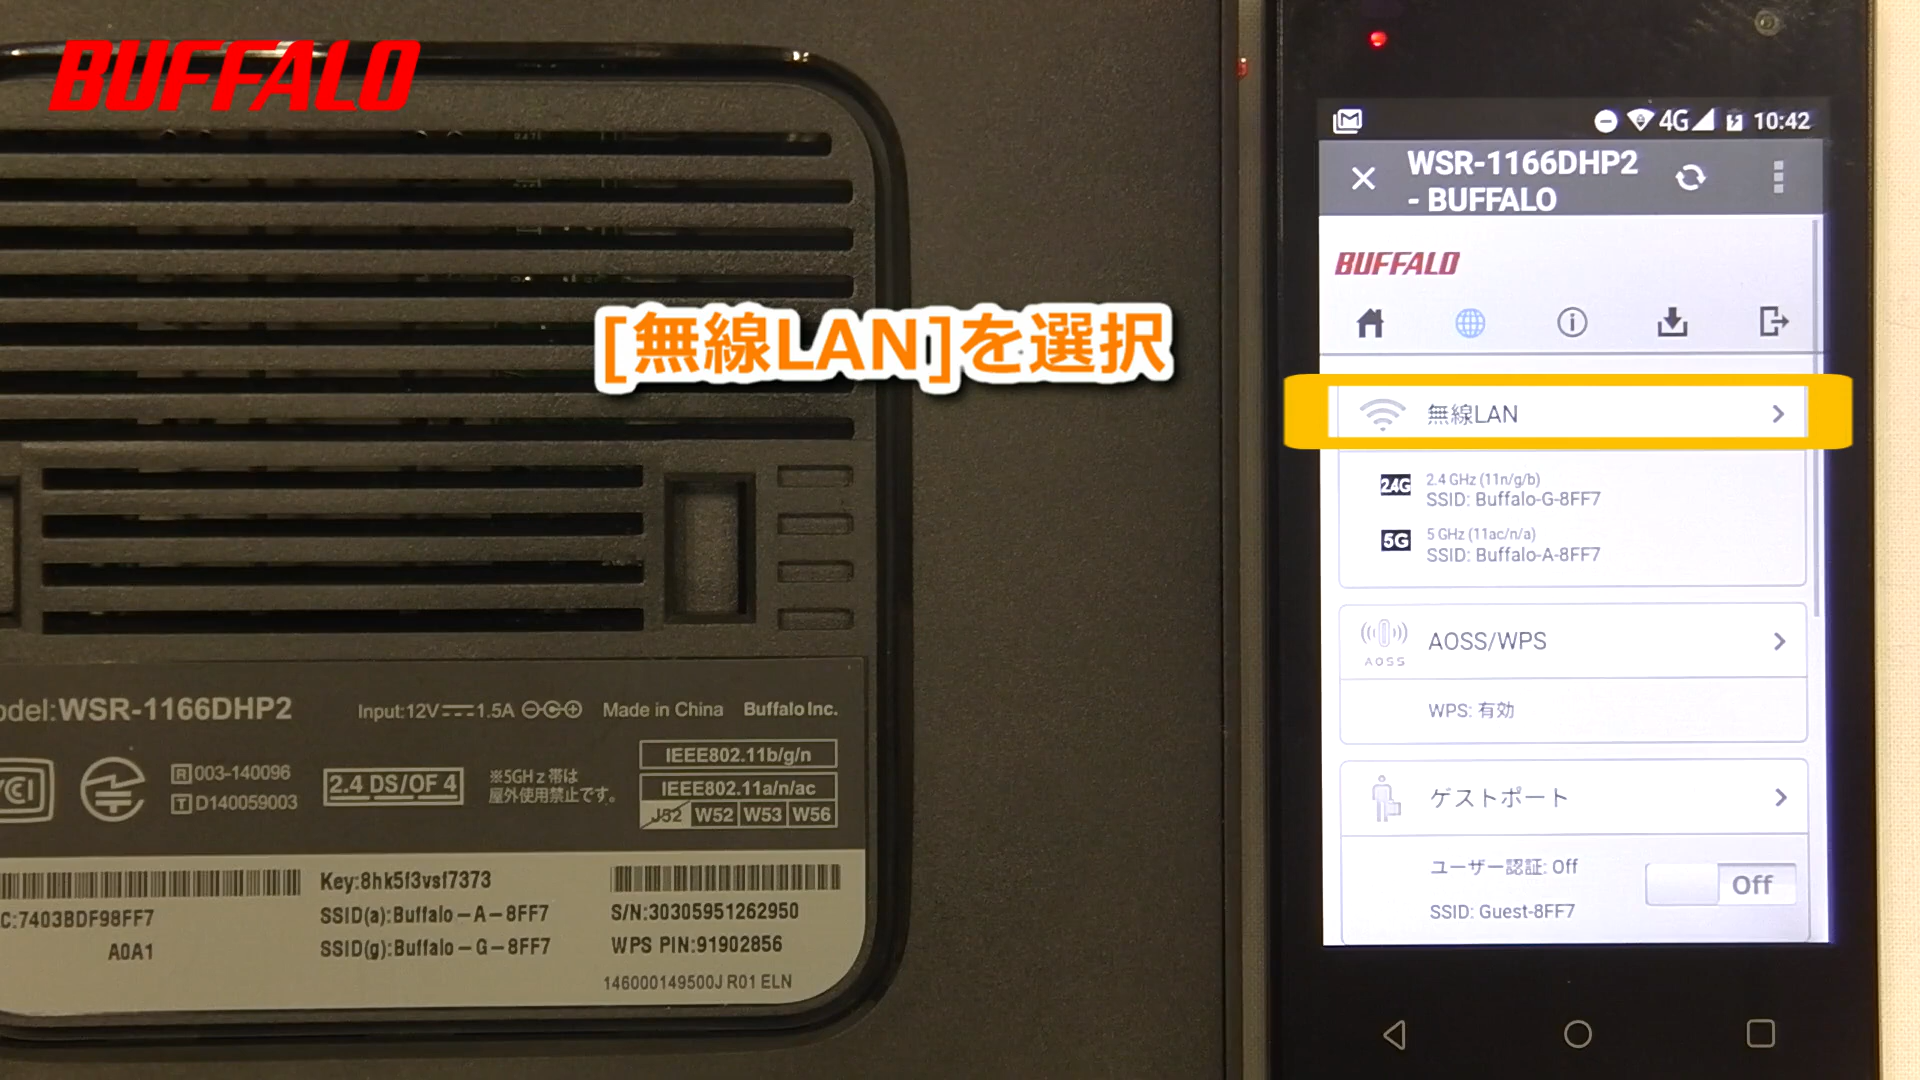 BUFFALO
[無線LAN]を選択
odel:WSR-1166DHP2
Input:12V 1.5A
Made in China
Buffalo Inc.
R 003-140096
T D140059003
2.4 DS/OF 4
※5GHz帯は
屋外使用禁止です。
IEEE802.11b/g/n
IEEE802.11a/n/ac
J52 W52 W53 W56
Key:8hk5f3vsf7373
C:7403BDF98FF7
SSID(a):Buffalo-A-8FF7
S/N:30305951262950
A0A1
SSID(g):Buffalo-G-8FF7
WPS PIN:91902856
146000149500J R01 ELN
4G 10:42
WSR-1166DHP2
- BUFFALO
BUFFALO
無線LAN
2.4G 2.4 GHz (11n/g/b)
SSID: Buffalo-G-8FF7
5G 5 GHz (11ac/n/a)
SSID: Buffalo-A-8FF7
AOSS/WPS
AOSS
WPS: 有効
ゲストポート
ユーザー認証: Off
Off
SSID: Guest-8FF7